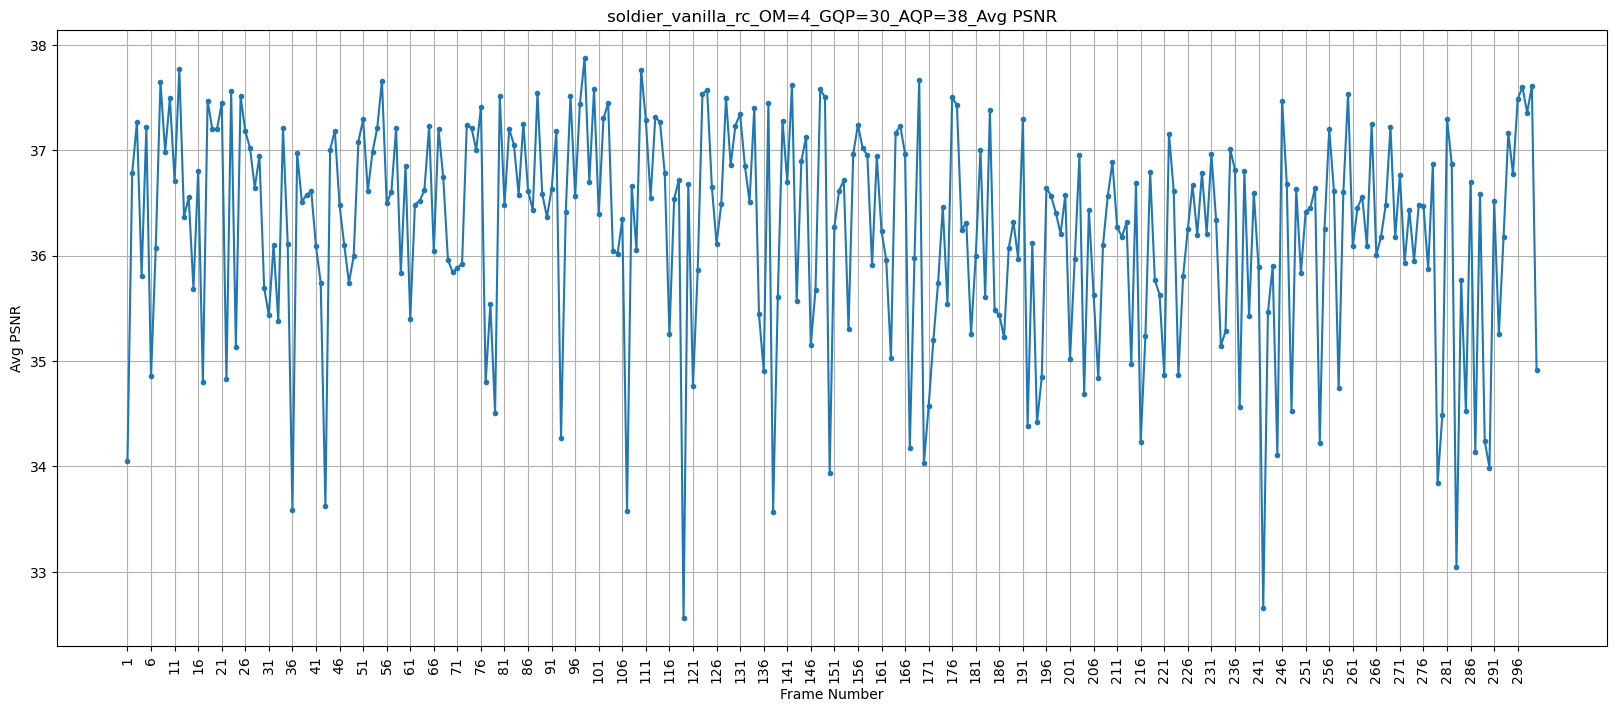 soldier_vanilla_rc_OM=4_GQP=30_AQP=38_Avg PSNR
38
37
36
35
34
33
Avg PSNR
1 6 11 16 21 26 31 36 41 46 51 56 61 66 71 76 81 86 91 96 101 106 111 116 121 126 131 136 141 146 151 156 161 166 171 176 181 186 191 196 201 206 211 216 221 226 231 236 241 246 251 256 261 266 271 276 281 286 291 296
Frame Number